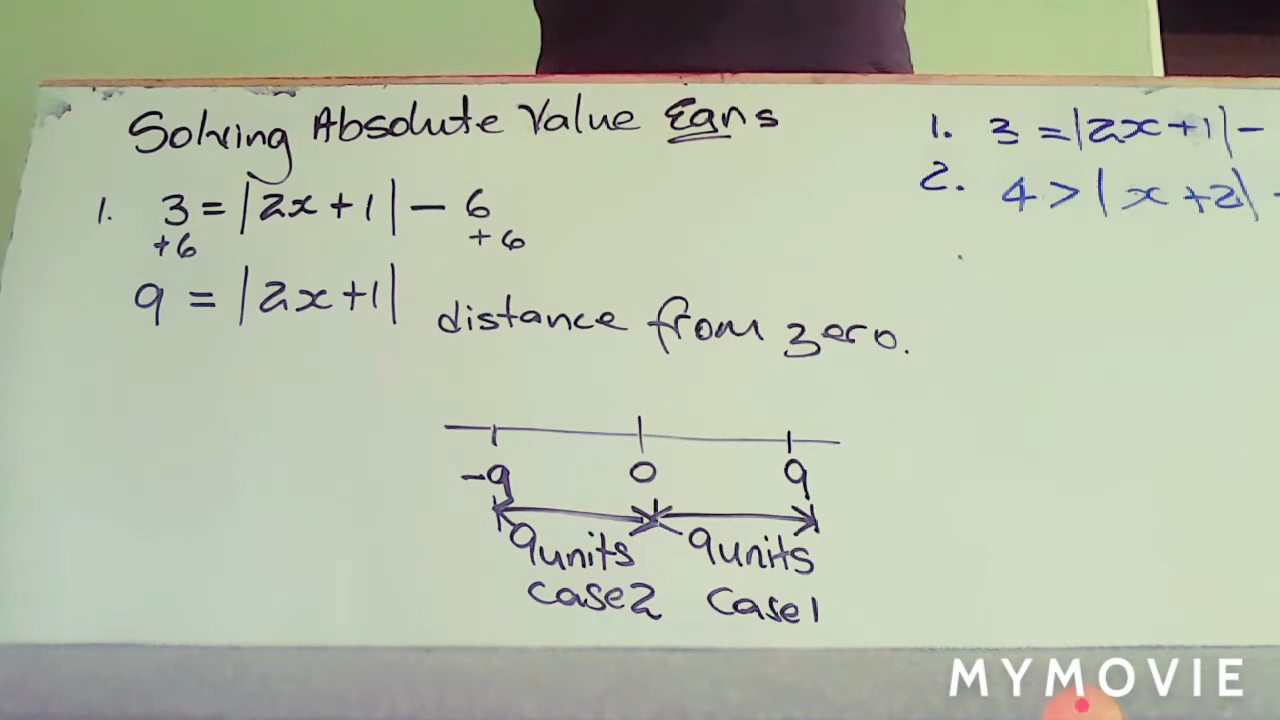 Solving Absolute Value Eqns
1. 3 = |2x + 1| - 6
+6 +6
9 = |2x + 1|
distance from zero.
-9 0 9
9units 9units
case2 Case1
1. 3 = |2x + 1| -
2. 4 > |x + 2|
MYMOVIE